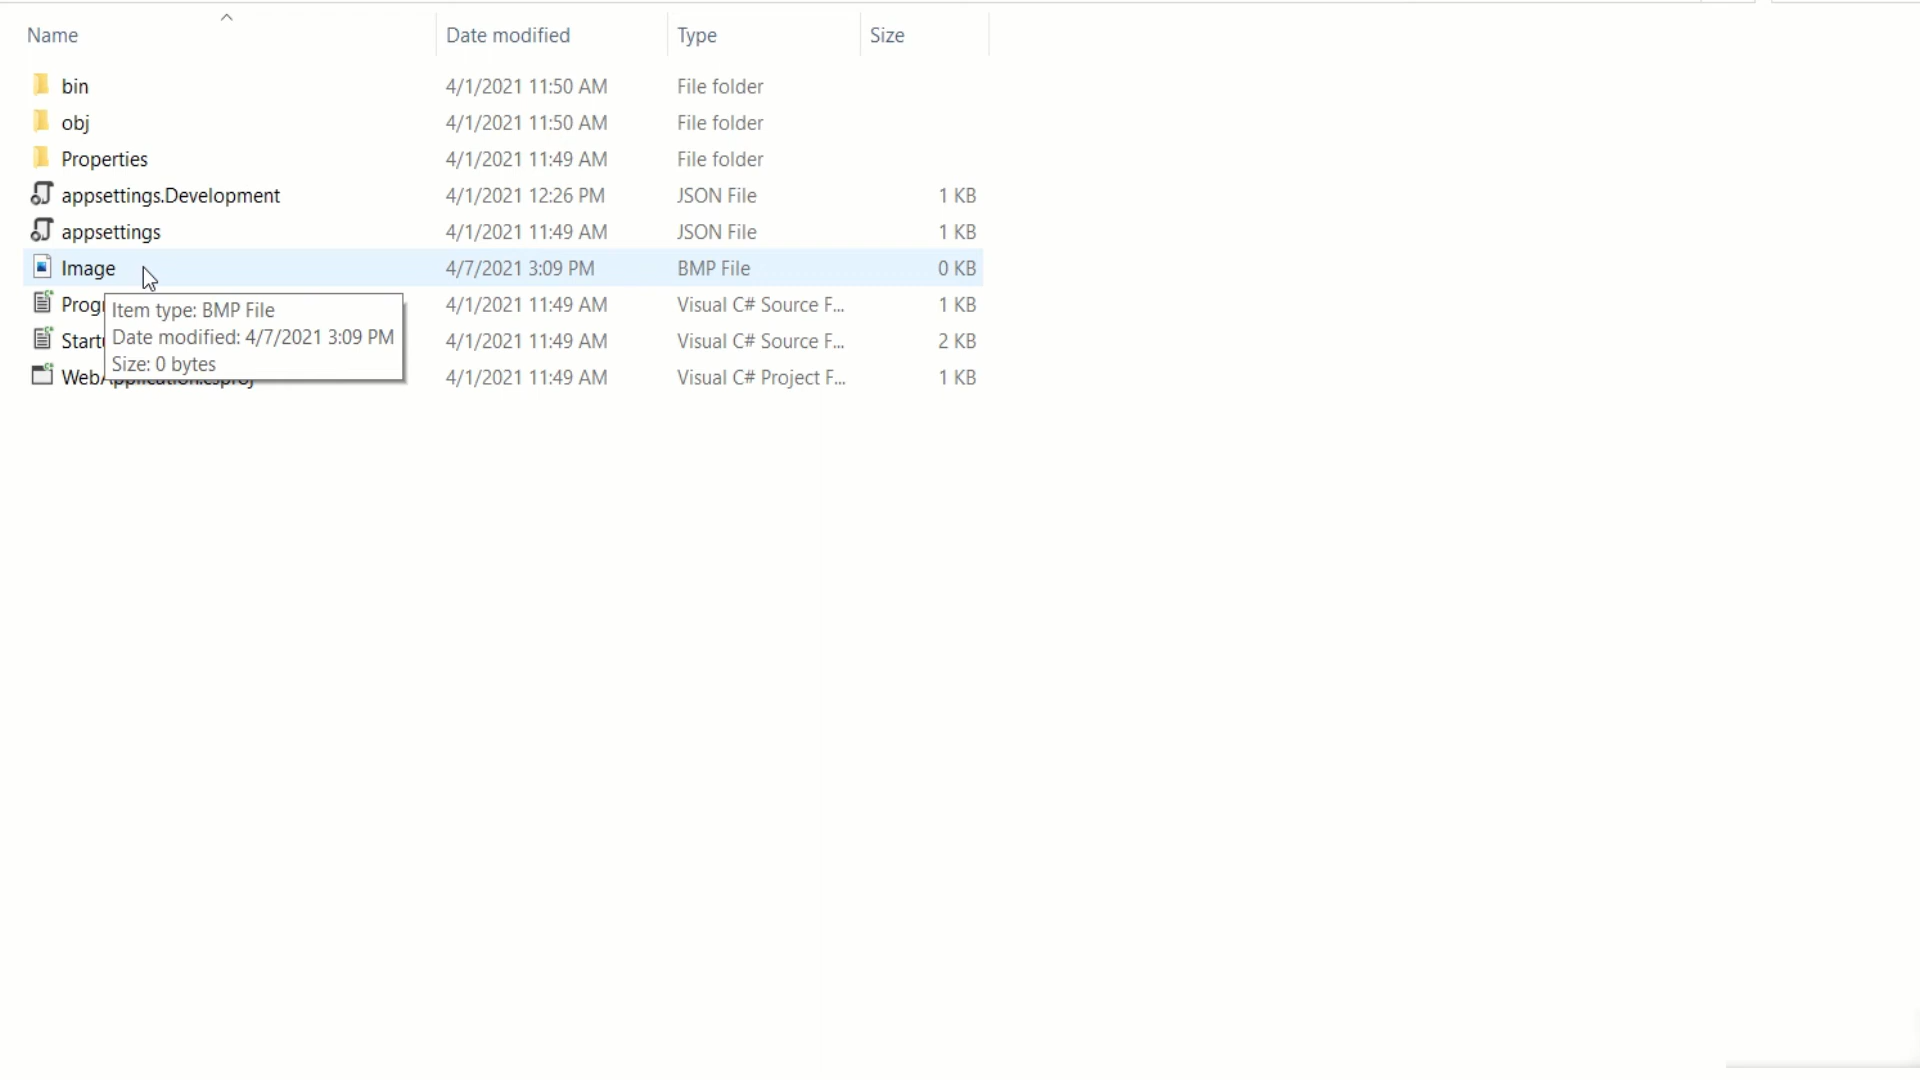 Name Date modified Type Size
bin 4/1/2021 11:50 AM File folder
obj 4/1/2021 11:50 AM File folder
Properties 4/1/2021 11:49 AM File folder
appsettings.Development 4/1/2021 12:26 PM JSON File 1 KB
appsettings 4/1/2021 11:49 AM JSON File 1 KB
Image 4/7/2021 3:09 PM BMP File 0 KB
Progr 4/1/2021 11:49 AM Visual C# Source F... 1 KB
Item type: BMP File
Date modified: 4/7/2021 3:09 PM
Size: 0 bytes
Startu 4/1/2021 11:49 AM Visual C# Source F... 2 KB
WebApplication.csproj 4/1/2021 11:49 AM Visual C# Project F... 1 KB